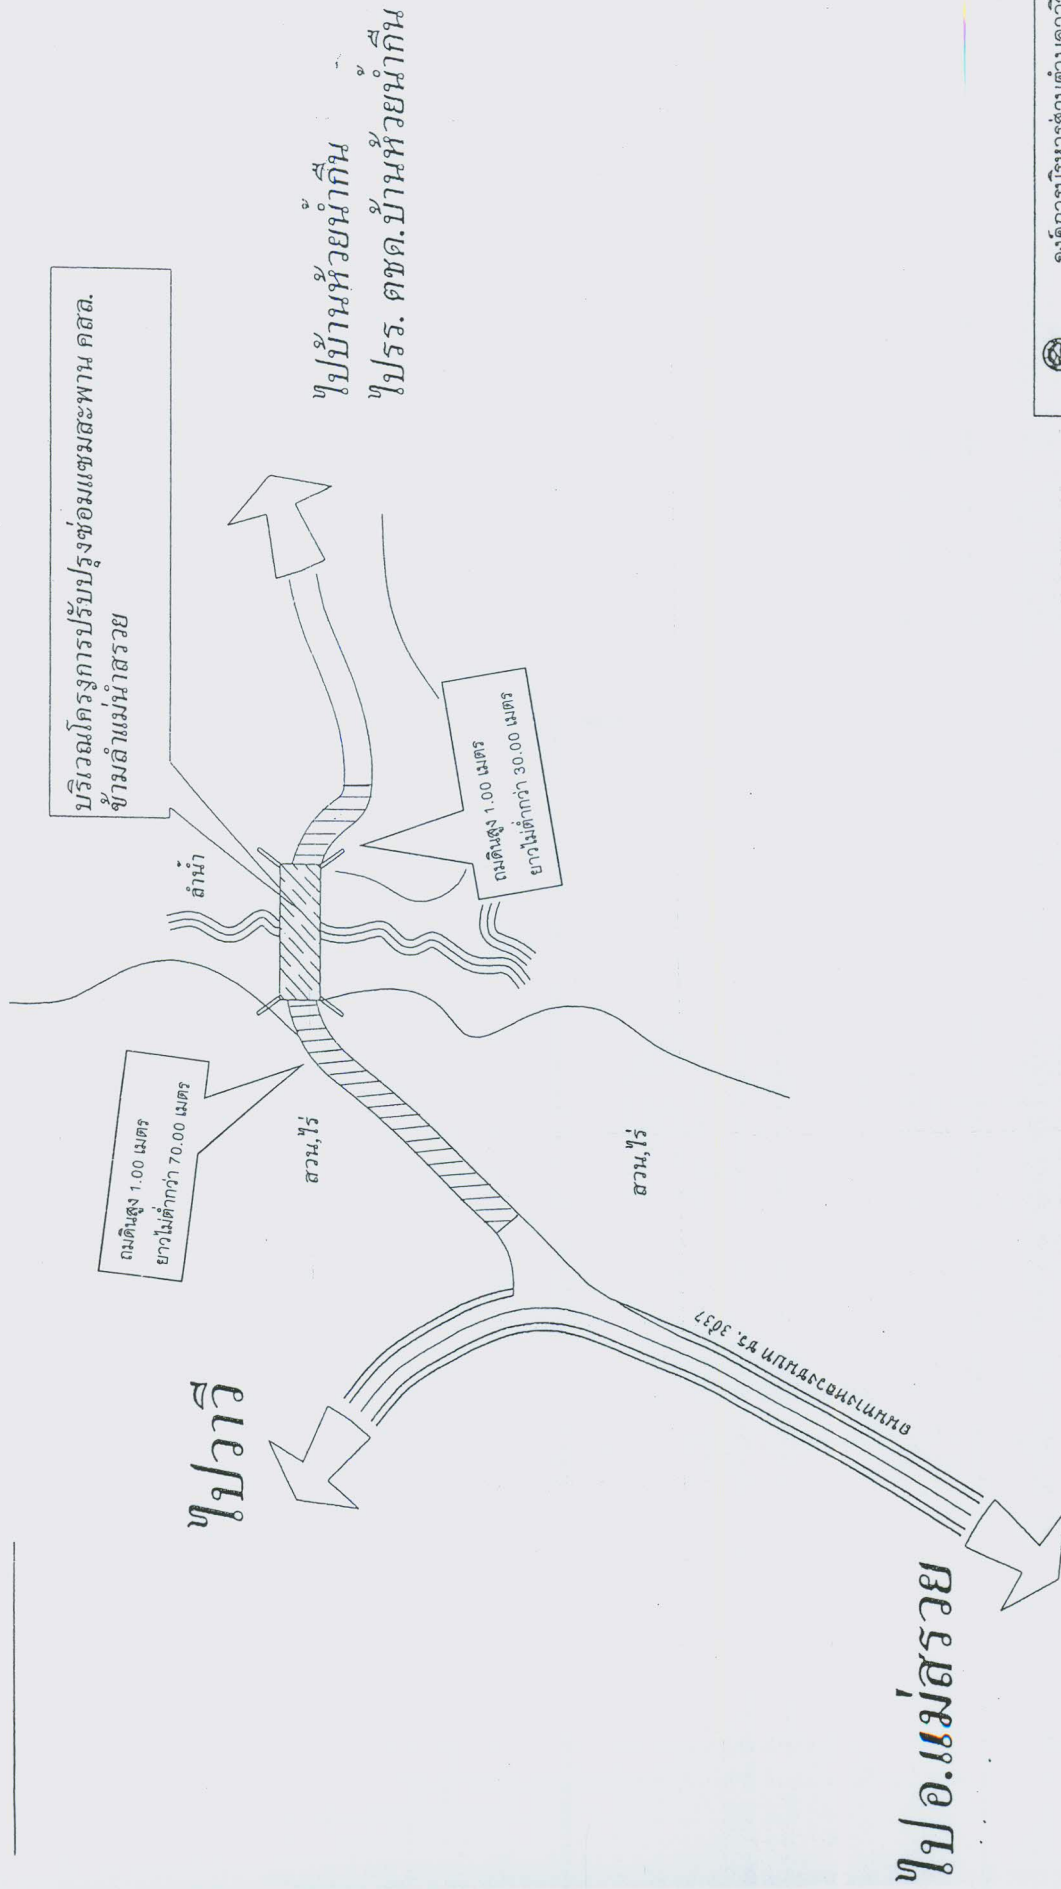 บริเวณโครงการปรับปรุงซ่อมแซมสะพาน คสล.
ข้ามลำแม่น้ำสรวย
ไปบ้านห้วยน้ำกืน
ไปรร. ตชด.บ้านห้วยน้ำกืน
ลำน้ำ
ถมดินสูง 1.00 เมตร
ยาวไม่ต่ำกว่า 30.00 เมตร
ถมดินสูง 1.00 เมตร
ยาวไม่ต่ำกว่า 70.00 เมตร
สวน,ไร่
สวน,ไร่
ไปวาวี
ถนนทางหลวงชนบท ชร. 3037
ไปอ.แม่สรวย